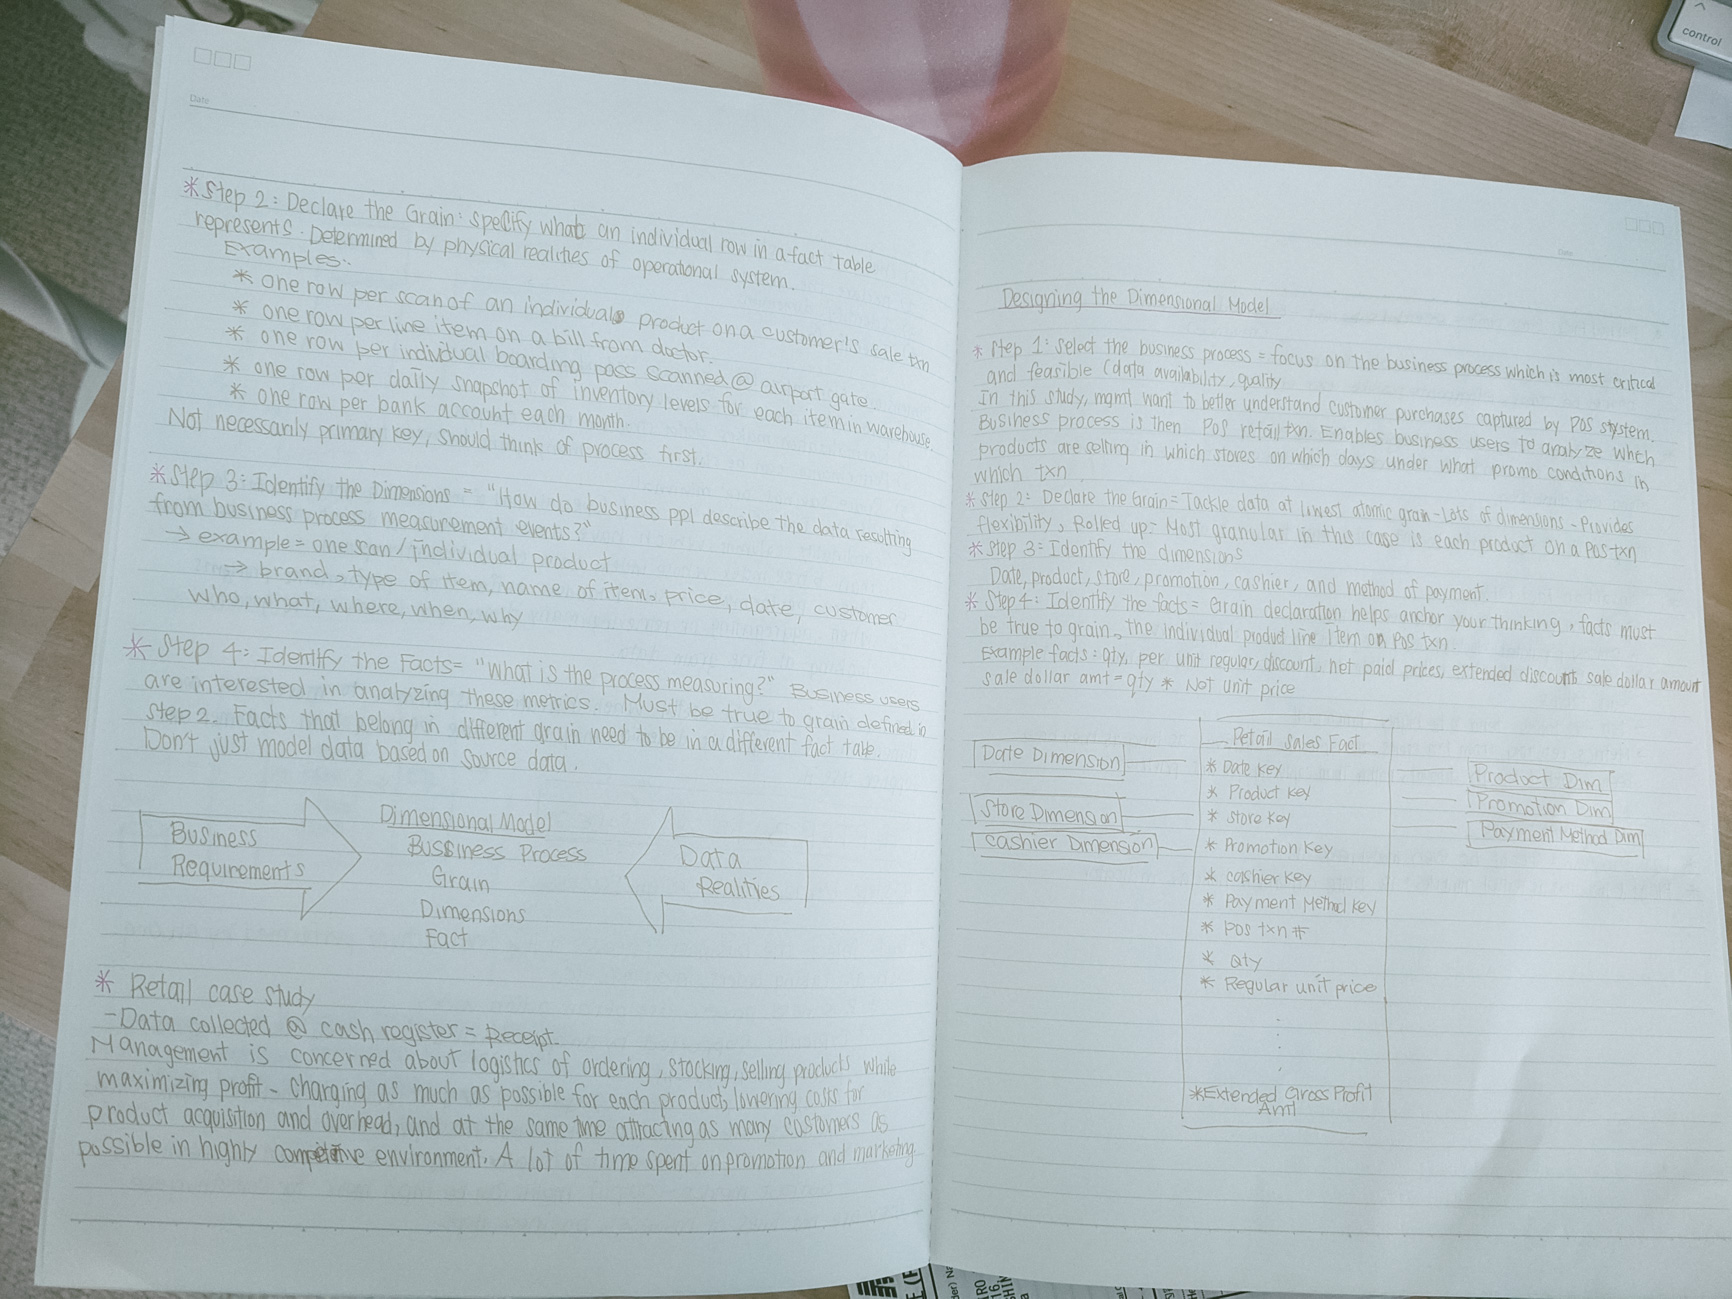 Date
*Step 2: Declare the Grain: Specify what an individual row in a fact table
represents. Determined by physical realities of operational system.
Examples:
* one row per scan of an individual product on a customer's sale txn
* one row per line item on a bill from doctor.
* one row per individual boarding pass scanned @ airport gate
* one row per daily snapshot of inventory levels for each item in warehouse.
* one row per bank account each month.
Not necessarily primary key, should think of process first.
*Step 3: Identify the Dimensions = "How do business ppl describe the data resulting
from business process measurement events?"
→ example = one scan / individual product
→ brand, type of item, name of item, price, date, customer
who, what, where, when, why
* Step 4: Identify the Facts = "What is the process measuring?" Business users
are interested in analyzing these metrics. Must be true to grain defined in
Step 2. Facts that belong in different grain need to be in a different fact table.
Don't just model data based on source data.
Business
Requirements
Dimensional Model
Bussiness Process
Grain
Dimensions
Fact
Data
Realities
* Retail case study
-Data collected @ cash register = Receipt.
Management is concerned about logistics of ordering, stocking, selling products while
maximizing profit - charging as much as possible for each product, lowering costs for
product acquisition and overhead, and at the same time attracting as many customers as
possible in highly competitive environment. A lot of time spent on promotion and marketing
Date
Designing the Dimensional Model
* Step 1: Select the business process = focus on the business process which is most critical
and feasible (data availability, quality
In this study, mgmt want to better understand customer purchases captured by POS system.
Business process is then POS retail txn. Enables business users to analyze which
products are selling in which stores on which days under what promo conditions in
which txn
* Step 2: Declare the Grain = Tackle data at lowest atomic grain - Lots of dimensions - Provides
flexibility, Rolled up = Most granular in this case is each product on a POS txn
* Step 3 = Identify the dimensions
Date, product, store, promotion, cashier, and method of payment.
* Step 4: Identify the facts = Grain declaration helps anchor your thinking, facts must
be true to grain, the individual product line item on POS txn.
Example facts: qty, per unit regular, discount, net paid prices, extended discount, sale dollar amount
sale dollar amt = qty * Not unit price
Date Dimension
Store Dimension
Cashier Dimension
Retail Sales Fact
* Date Key
* Product Key
* Store Key
* Promotion Key
* Cashier Key
* Payment Method Key
* POS txn #
* Qty
* Regular unit price
*Extended Gross Profit
Amt
Product Dim
Promotion Dim
Payment Method Dim
control